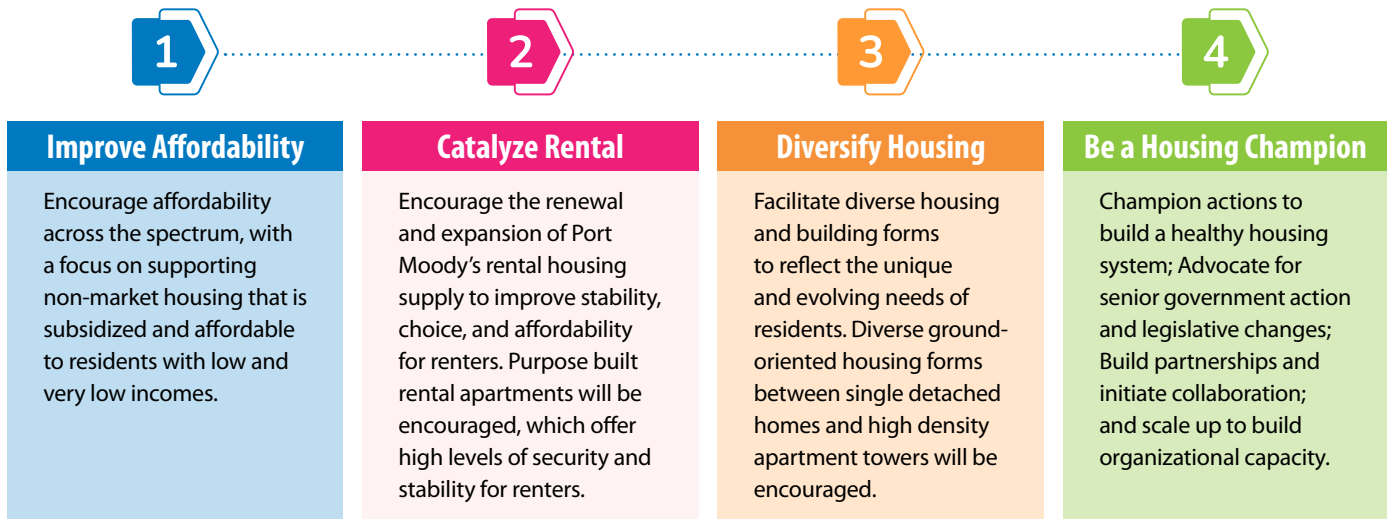 1
2
3
4
Improve Affordability
Encourage affordability
across the spectrum, with
a focus on supporting
non-market housing that is
subsidized and affordable
to residents with low and
very low incomes.
Catalyze Rental
Encourage the renewal
and expansion of Port
Moody’s rental housing
supply to improve stability,
choice, and affordability
for renters. Purpose built
rental apartments will be
encouraged, which offer
high levels of security and
stability for renters.
Diversify Housing
Facilitate diverse housing
and building forms
to reflect the unique
and evolving needs of
residents. Diverse ground-
oriented housing forms
between single detached
homes and high density
apartment towers will be
encouraged.
Be a Housing Champion
Champion actions to
build a healthy housing
system; Advocate for
senior government action
and legislative changes;
Build partnerships and
initiate collaboration;
and scale up to build
organizational capacity.